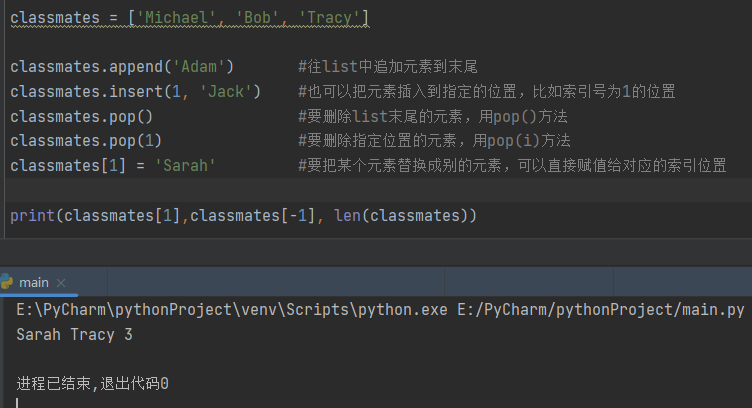 classmates = ['Michael', 'Bob', 'Tracy']
classmates.append('Adam') #往list中追加元素到末尾
classmates.insert(1, 'Jack') #也可以把元素插入到指定的位置，比如索引号为1的位置
classmates.pop() #要删除list末尾的元素，用pop()方法
classmates.pop(1) #要删除指定位置的元素，用pop(i)方法
classmates[1] = 'Sarah' #要把某个元素替换成别的元素，可以直接赋值给对应的索引位置
print(classmates[1],classmates[-1], len(classmates))
main
E:\PyCharm\pythonProject\venv\Scripts\python.exe E:/PyCharm/pythonProject/main.py
Sarah Tracy 3
进程已结束,退出代码0